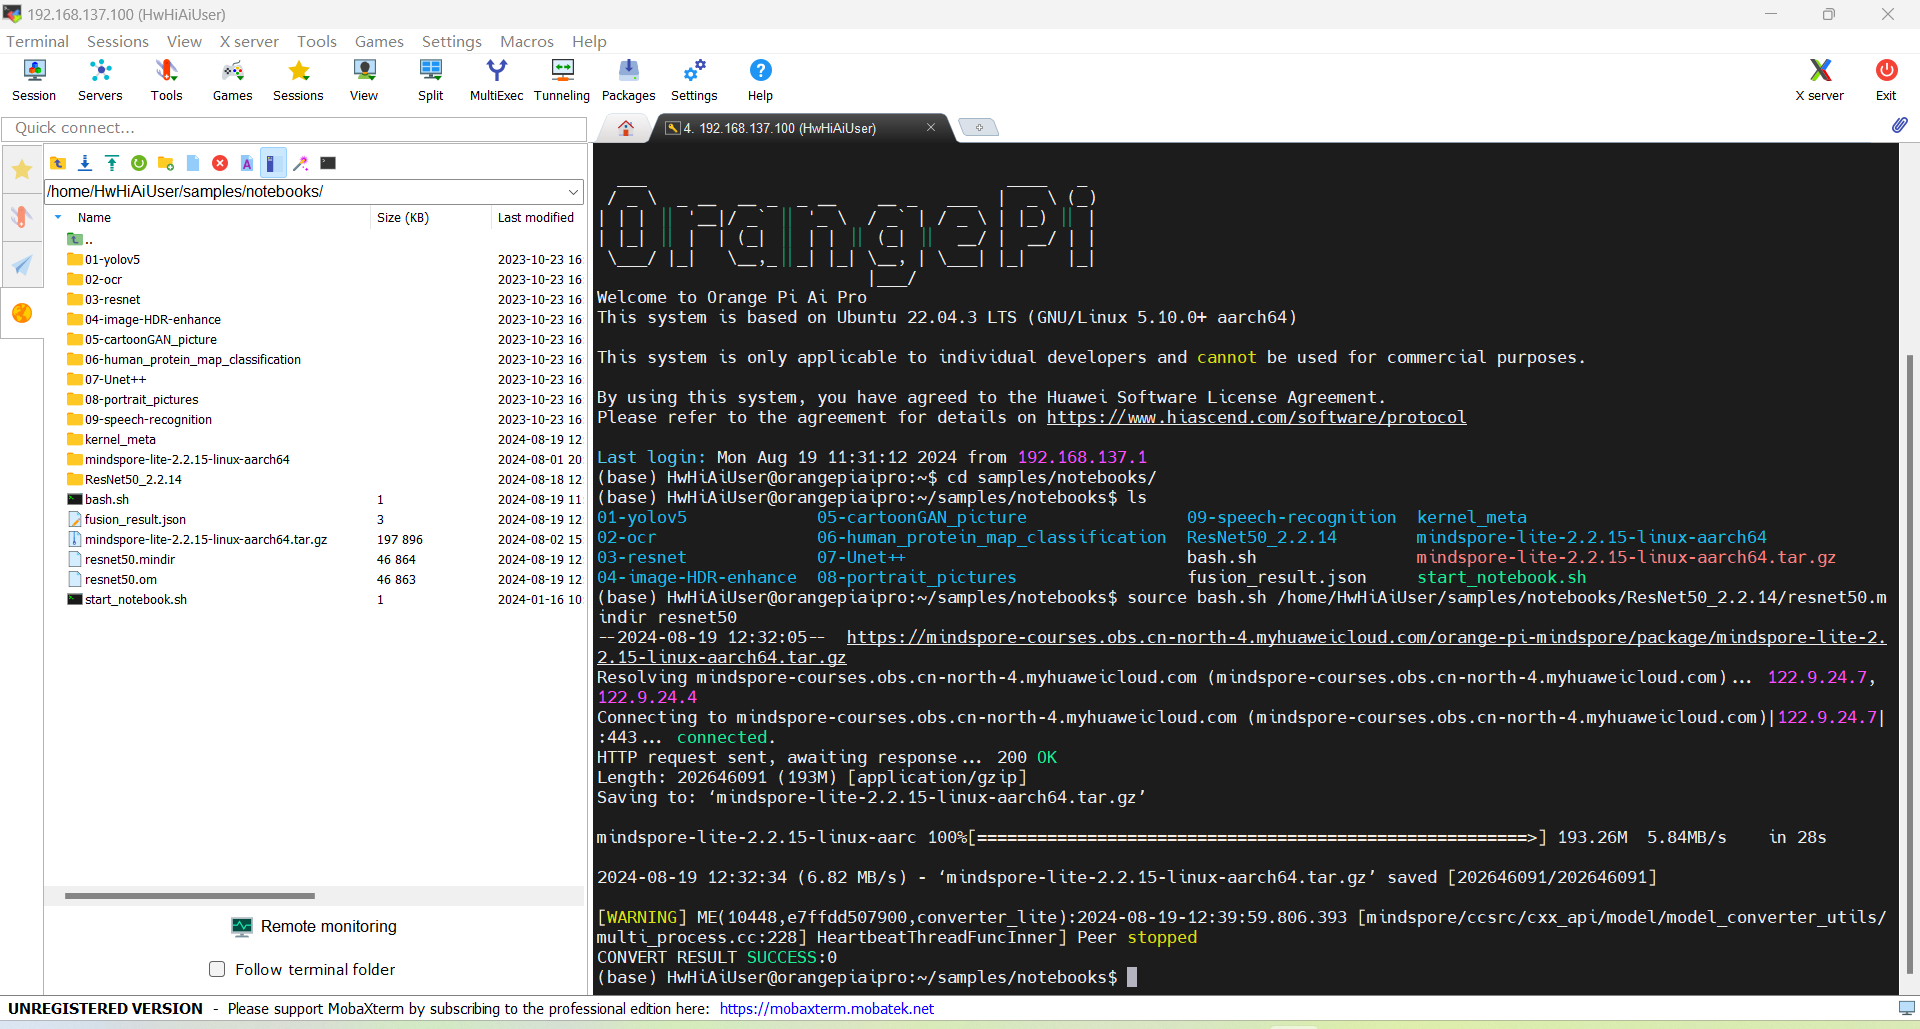 192.168.137.100 (HwHiAiUser)
Terminal Sessions View X server Tools Games Settings Macros Help
Session Servers Tools Games Sessions View Split MultiExec Tunneling Packages Settings Help X server Exit
Quick connect...
4. 192.168.137.100 (HwHiAiUser)
/home/HwHiAiUser/samples/notebooks/
Name Size (KB) Last modified
..
01-yolov5 2023-10-23 16
02-ocr 2023-10-23 16
03-resnet 2023-10-23 16
04-image-HDR-enhance 2023-10-23 16
05-cartoonGAN_picture 2023-10-23 16
06-human_protein_map_classification 2023-10-23 16
07-Unet++ 2023-10-23 16
08-portrait_pictures 2023-10-23 16
09-speech-recognition 2023-10-23 16
kernel_meta 2024-08-19 12
mindspore-lite-2.2.15-linux-aarch64 2024-08-01 20
ResNet50_2.2.14 2024-08-18 12
bash.sh 1 2024-08-19 11
fusion_result.json 3 2024-08-19 12
mindspore-lite-2.2.15-linux-aarch64.tar.gz 197 896 2024-08-02 15
resnet50.mindir 46 864 2024-08-19 12
resnet50.om 46 863 2024-08-19 12
start_notebook.sh 1 2024-01-16 10
Remote monitoring
Follow terminal folder
OrangePi
Welcome to Orange Pi Ai Pro
This system is based on Ubuntu 22.04.3 LTS (GNU/Linux 5.10.0+ aarch64)
This system is only applicable to individual developers and cannot be used for commercial purposes.
By using this system, you have agreed to the Huawei Software License Agreement.
Please refer to the agreement for details on https://www.hiascend.com/software/protocol
Last login: Mon Aug 19 11:31:12 2024 from 192.168.137.1
(base) HwHiAiUser@orangepiaipro:~$ cd samples/notebooks/
(base) HwHiAiUser@orangepiaipro:~/samples/notebooks$ ls
01-yolov5 05-cartoonGAN_picture 09-speech-recognition kernel_meta
02-ocr 06-human_protein_map_classification ResNet50_2.2.14 mindspore-lite-2.2.15-linux-aarch64
03-resnet 07-Unet++ bash.sh mindspore-lite-2.2.15-linux-aarch64.tar.gz
04-image-HDR-enhance 08-portrait_pictures fusion_result.json start_notebook.sh
(base) HwHiAiUser@orangepiaipro:~/samples/notebooks$ source bash.sh /home/HwHiAiUser/samples/notebooks/ResNet50_2.2.14/resnet50.m
indir resnet50
--2024-08-19 12:32:05-- https://mindspore-courses.obs.cn-north-4.myhuaweicloud.com/orange-pi-mindspore/package/mindspore-lite-2.
2.15-linux-aarch64.tar.gz
Resolving mindspore-courses.obs.cn-north-4.myhuaweicloud.com (mindspore-courses.obs.cn-north-4.myhuaweicloud.com)... 122.9.24.7,
122.9.24.4
Connecting to mindspore-courses.obs.cn-north-4.myhuaweicloud.com (mindspore-courses.obs.cn-north-4.myhuaweicloud.com)|122.9.24.7|
:443... connected.
HTTP request sent, awaiting response... 200 OK
Length: 202646091 (193M) [application/gzip]
Saving to: ‘mindspore-lite-2.2.15-linux-aarch64.tar.gz’
mindspore-lite-2.2.15-linux-aarc 100%[=======================================================>] 193.26M 5.84MB/s in 28s
2024-08-19 12:32:34 (6.82 MB/s) - ‘mindspore-lite-2.2.15-linux-aarch64.tar.gz’ saved [202646091/202646091]
[WARNING] ME(10448,e7ffdd507900,converter_lite):2024-08-19-12:39:59.806.393 [mindspore/ccsrc/cxx_api/model/model_converter_utils/
multi_process.cc:228] HeartbeatThreadFuncInner] Peer stopped
CONVERT RESULT SUCCESS:0
(base) HwHiAiUser@orangepiaipro:~/samples/notebooks$
UNREGISTERED VERSION - Please support MobaXterm by subscribing to the professional edition here: https://mobaxterm.mobatek.net